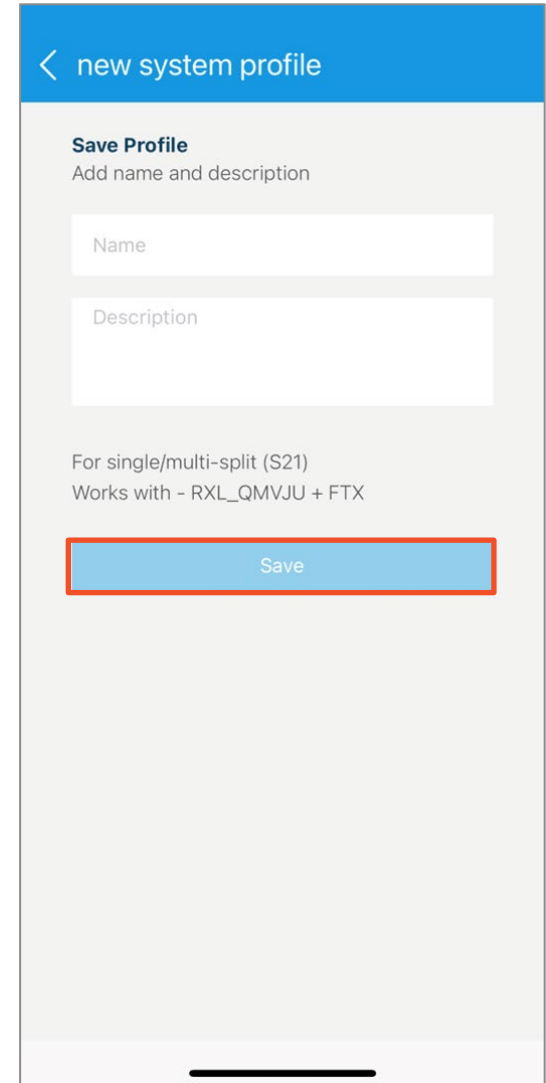 new system profile
Save Profile
Add name and description
Name
Description
For single/multi-split (S21)
Works with - RXL_QMVJU + FTX
Save